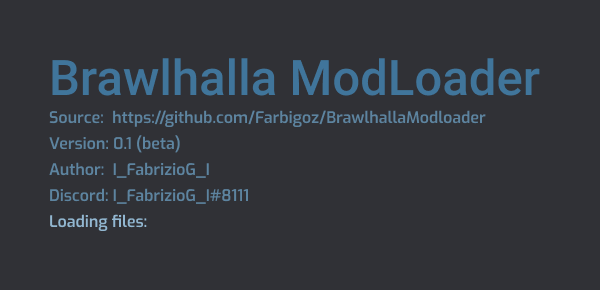 Brawlhalla ModLoader
Source: https://github.com/Farbigoz/BrawlhallaModloader
Version: 0.1 (beta)
Author: I_FabrizioG_I
Discord: I_FabrizioG_I#8111
Loading files: